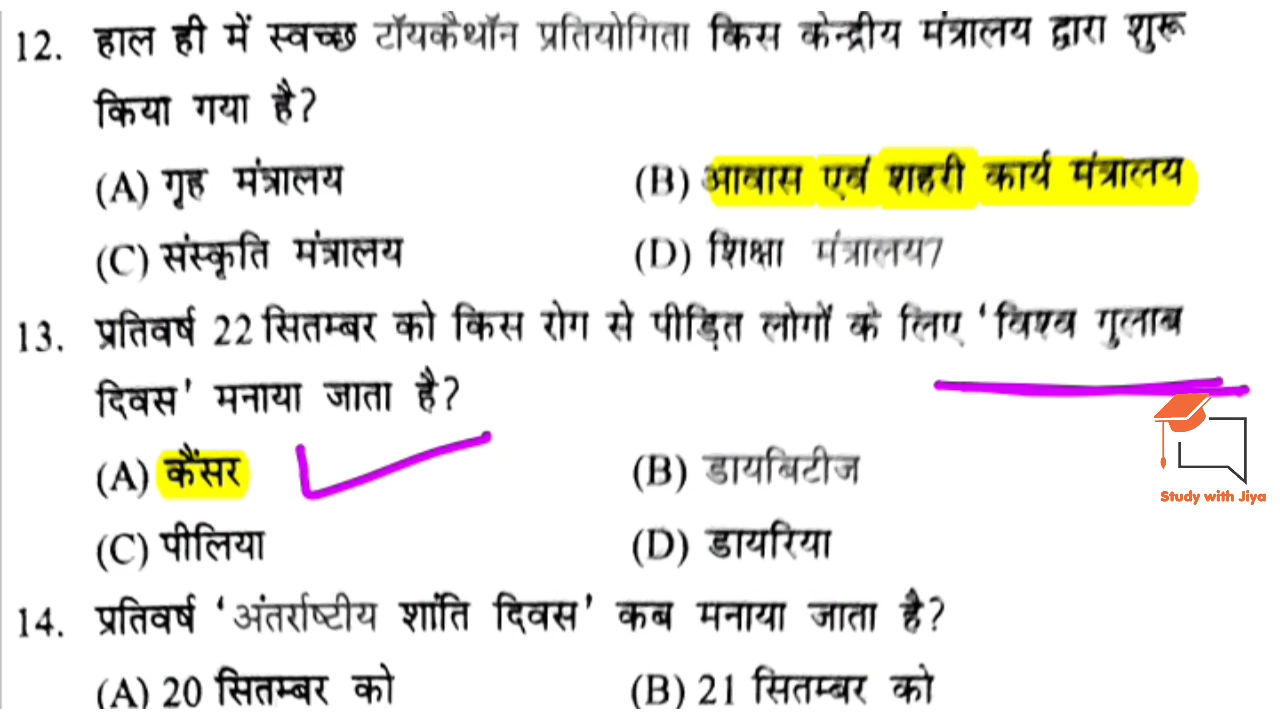 12. हाल ही में स्वच्छ टॉयकैथॉन प्रतियोगिता किस केन्द्रीय मंत्रालय द्वारा शुरू
किया गया है?
(A) गृह मंत्रालय (B) आवास एवं शहरी कार्य मंत्रालय
(C) संस्कृति मंत्रालय (D) शिक्षा मंत्रालय7
13. प्रतिवर्ष 22 सितम्बर को किस रोग से पीड़ित लोगों के लिए 'विश्व गुलाब
दिवस' मनाया जाता है?
(A) कैंसर (B) डायबिटीज
Study with Jiya
(C) पीलिया (D) डायरिया
14. प्रतिवर्ष 'अंतर्राष्टीय शांति दिवस' कब मनाया जाता है?
(A) 20 सितम्बर को (B) 21 सितम्बर को